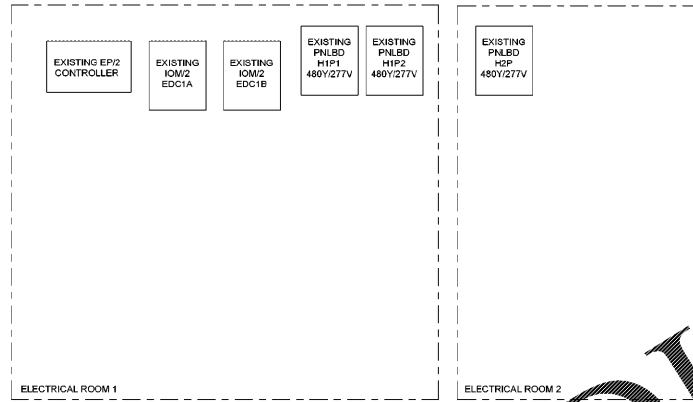 EXISTING EP/2
CONTROLLER
EXISTING
IOM/2
EDC1A
EXISTING
IOM/2
EDC1B
EXISTING
PNLBD
H1P1
480Y/277V
EXISTING
PNLBD
H1P2
480Y/277V
EXISTING
PNLBD
H2P
480Y/277V
ELECTRICAL ROOM 1
ELECTRICAL ROOM 2